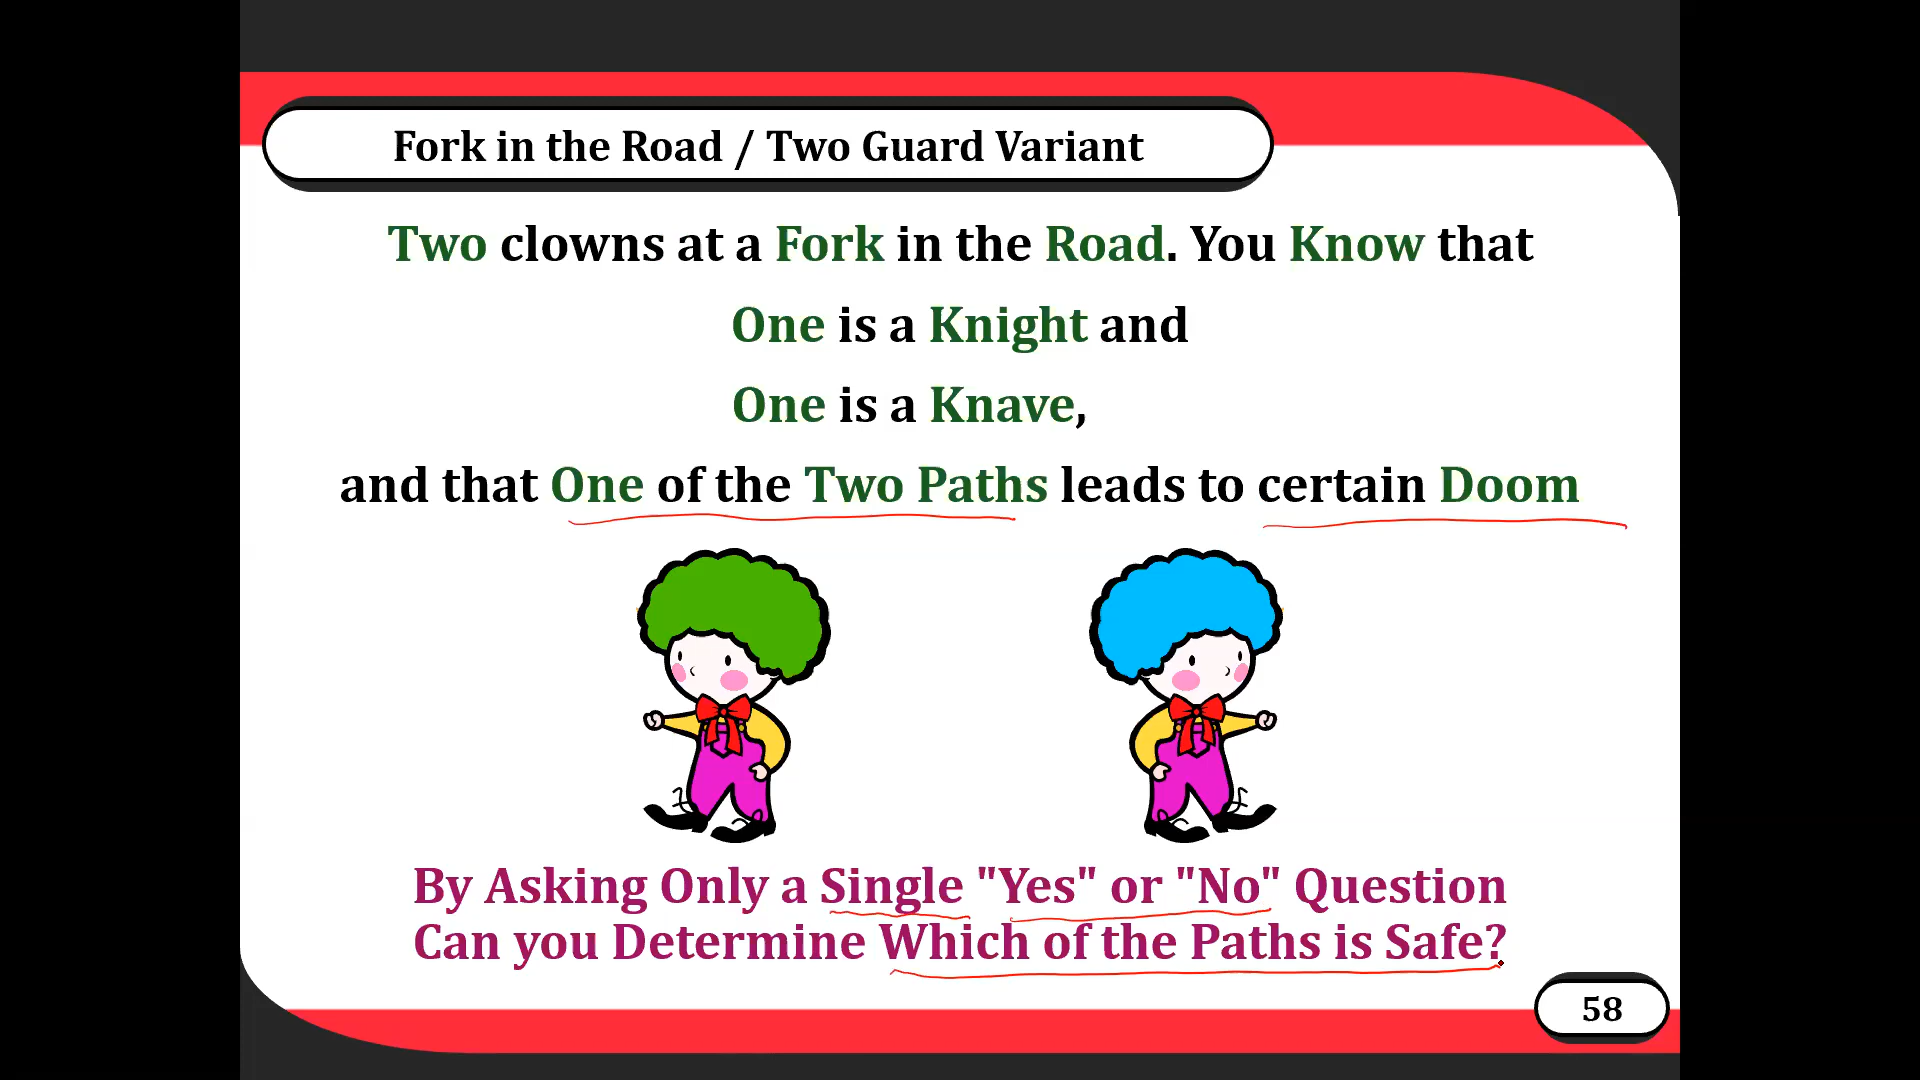 Fork in the Road / Two Guard Variant
Two clowns at a Fork in the Road. You Know that
One is a Knight and
One is a Knave,
and that One of the Two Paths leads to certain Doom
By Asking Only a Single "Yes" or "No" Question
Can you Determine Which of the Paths is Safe?
58